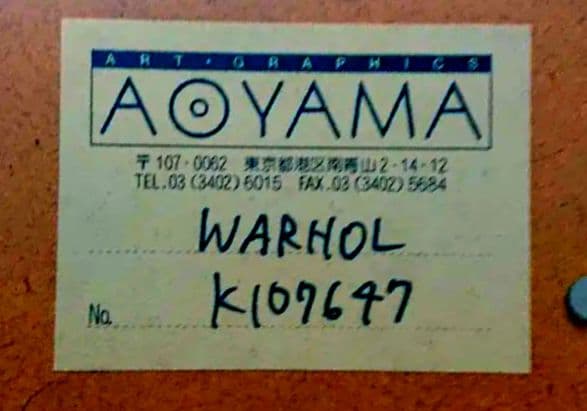 ART・GRAPHICS
AOYAMA
〒107-0062 東京都港区南青山2-14-12
TEL.03 (3402) 6015 FAX.03 (3402) 5684
WARHOL
No. K107647